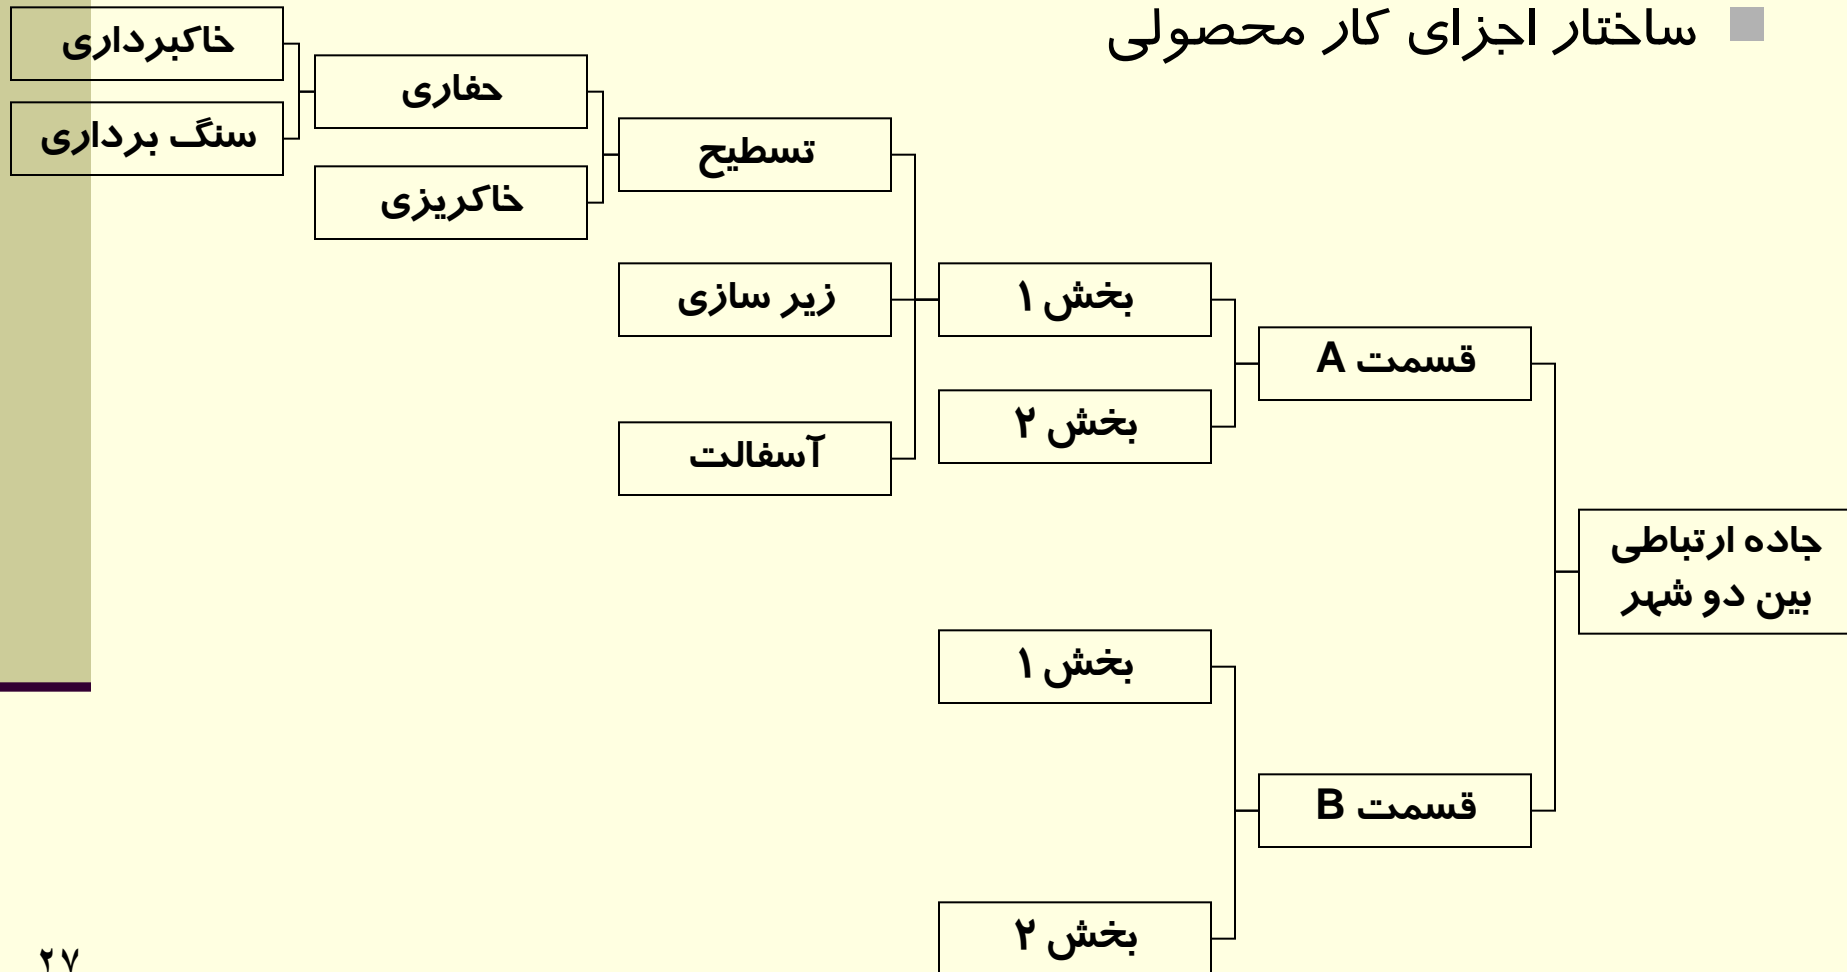 ساختار اجزای کار محصولی
جاده ارتباطی
بین دو شهر
قسمت A
بخش ۱
تسطیح
حفاری
خاکبرداری
سنگ برداری
خاکریزی
زیر سازی
آسفالت
بخش ۲
قسمت B
بخش ۱
بخش ۲
۲۷